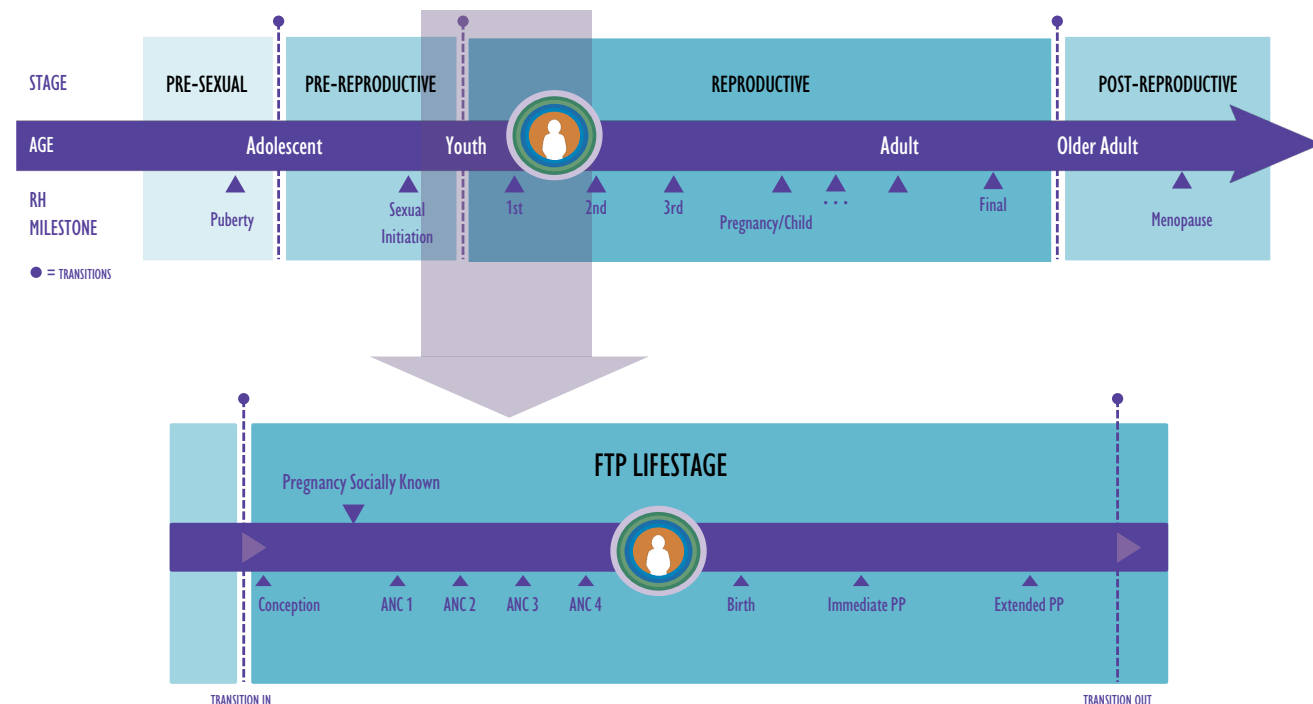 STAGE
PRE-SEXUAL
PRE-REPRODUCTIVE
REPRODUCTIVE
POST-REPRODUCTIVE
AGE
Adolescent
Youth
Adult
Older Adult
RH
MILESTONE
Puberty
Sexual
Initiation
1st
2nd
3rd
Pregnancy/Child
...
Final
Menopause
= TRANSITIONS
FTP LIFESTAGE
Pregnancy Socially Known
Conception
ANC 1
ANC 2
ANC 3
ANC 4
Birth
Immediate PP
Extended PP
TRANSITION IN
TRANSITION OUT